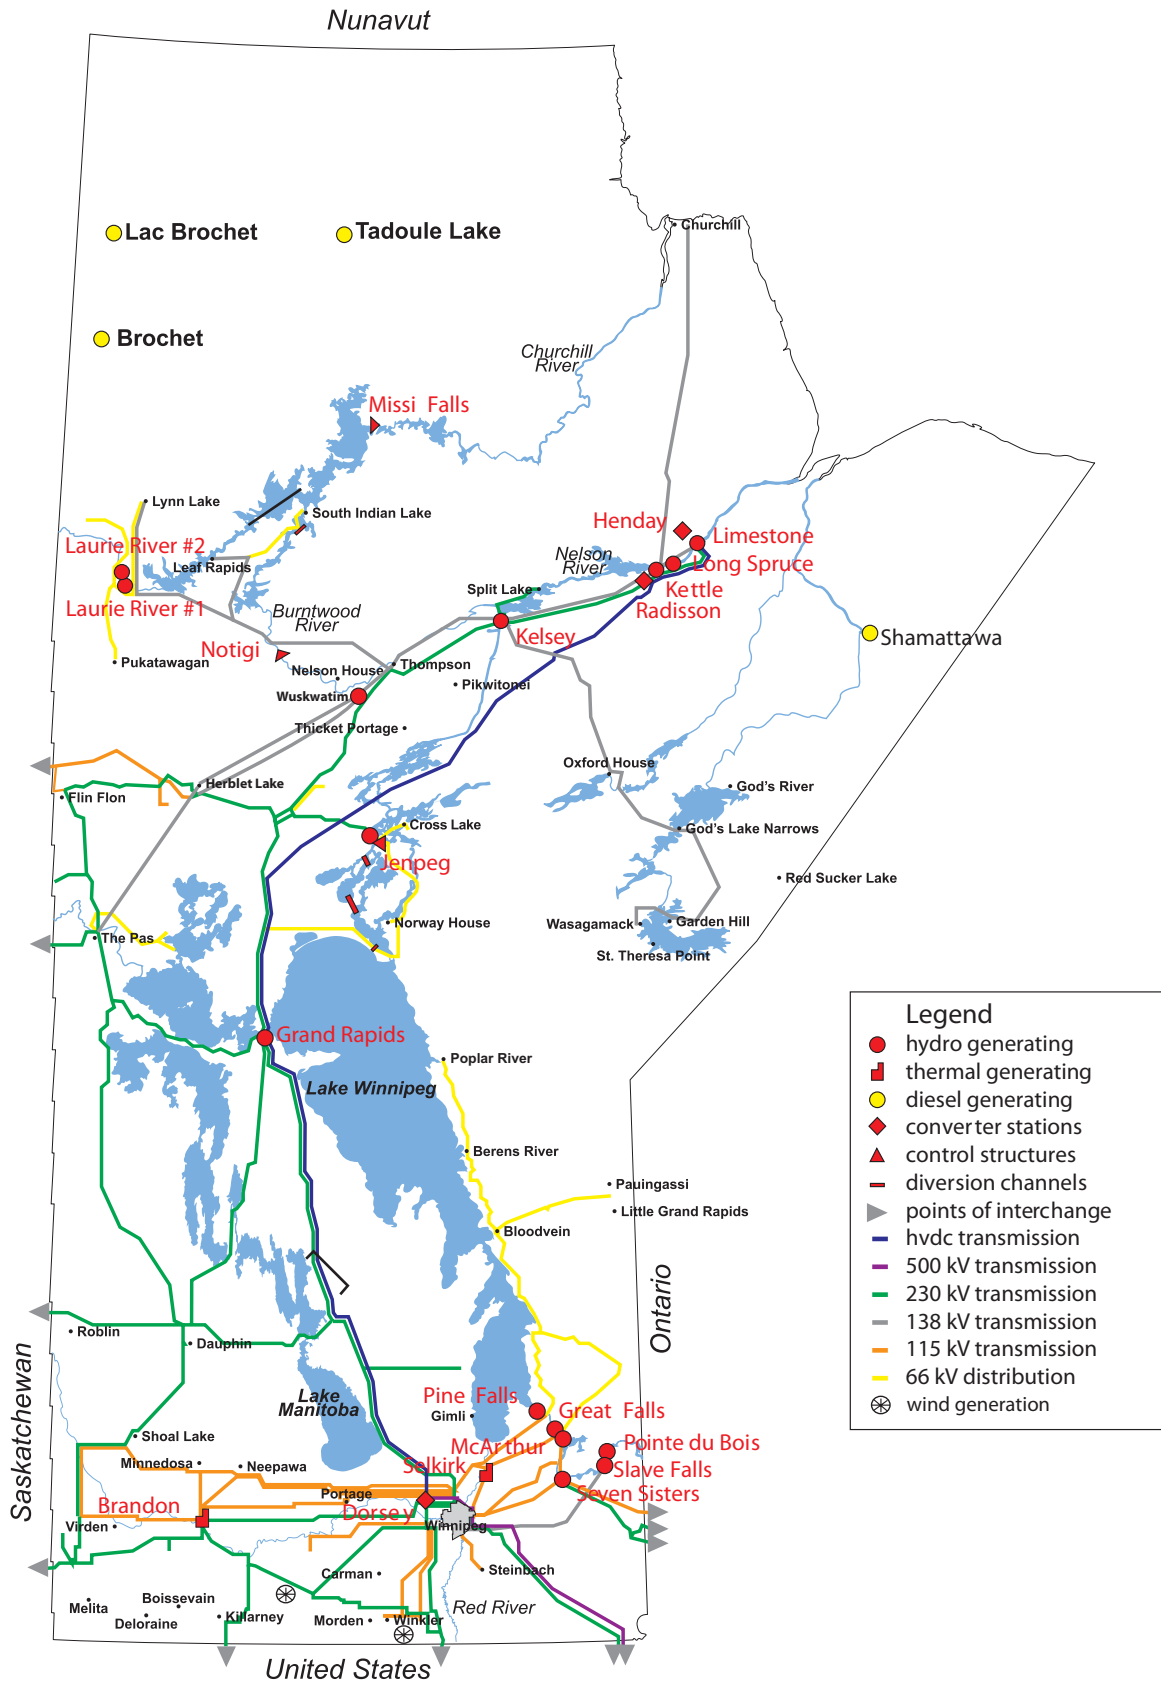 Nunavut
Churchill
Lac Brochet
Tadoule Lake
Brochet
Churchill
River
Missi Falls
Lynn Lake
South Indian Lake
Henday
Limestone
Laurie River #2
Leaf Rapids
Nelson
River
Long Spruce
Kettle
Split Lake
Radisson
Laurie River #1
Burntwood
River
Kelsey
Shamattawa
Notigi
Pukatawagan
Nelson House
Thompson
Pikwitonei
Wuskwatim
Thicket Portage
Oxford House
Herblet Lake
Flin Flon
God's River
Cross Lake
God's Lake Narrows
Jenpeg
Red Sucker Lake
Norway House
Wasagamack
Garden Hill
The Pas
St. Theresa Point
Grand Rapids
Poplar River
Lake Winnipeg
Berens River
Pauingassi
Little Grand Rapids
Bloodvein
Legend
hydro generating
thermal generating
diesel generating
converter stations
control structures
diversion channels
points of interchange
hvdc transmission
500 kV transmission
230 kV transmission
138 kV transmission
115 kV transmission
66 kV distribution
wind generation
Ontario
Saskatchewan
Roblin
Dauphin
Lake
Manitoba
Pine Falls
Gimli
Great Falls
Shoal Lake
McArthur
Pointe du Bois
Minnedosa
Neepawa
Selkirk
Slave Falls
Seven Sisters
Portage
Brandon
Dorsey
Virden
Winnipeg
Carman
Steinbach
Melita
Boissevain
Deloraine
Killarney
Morden
Winkler
Red River
United States